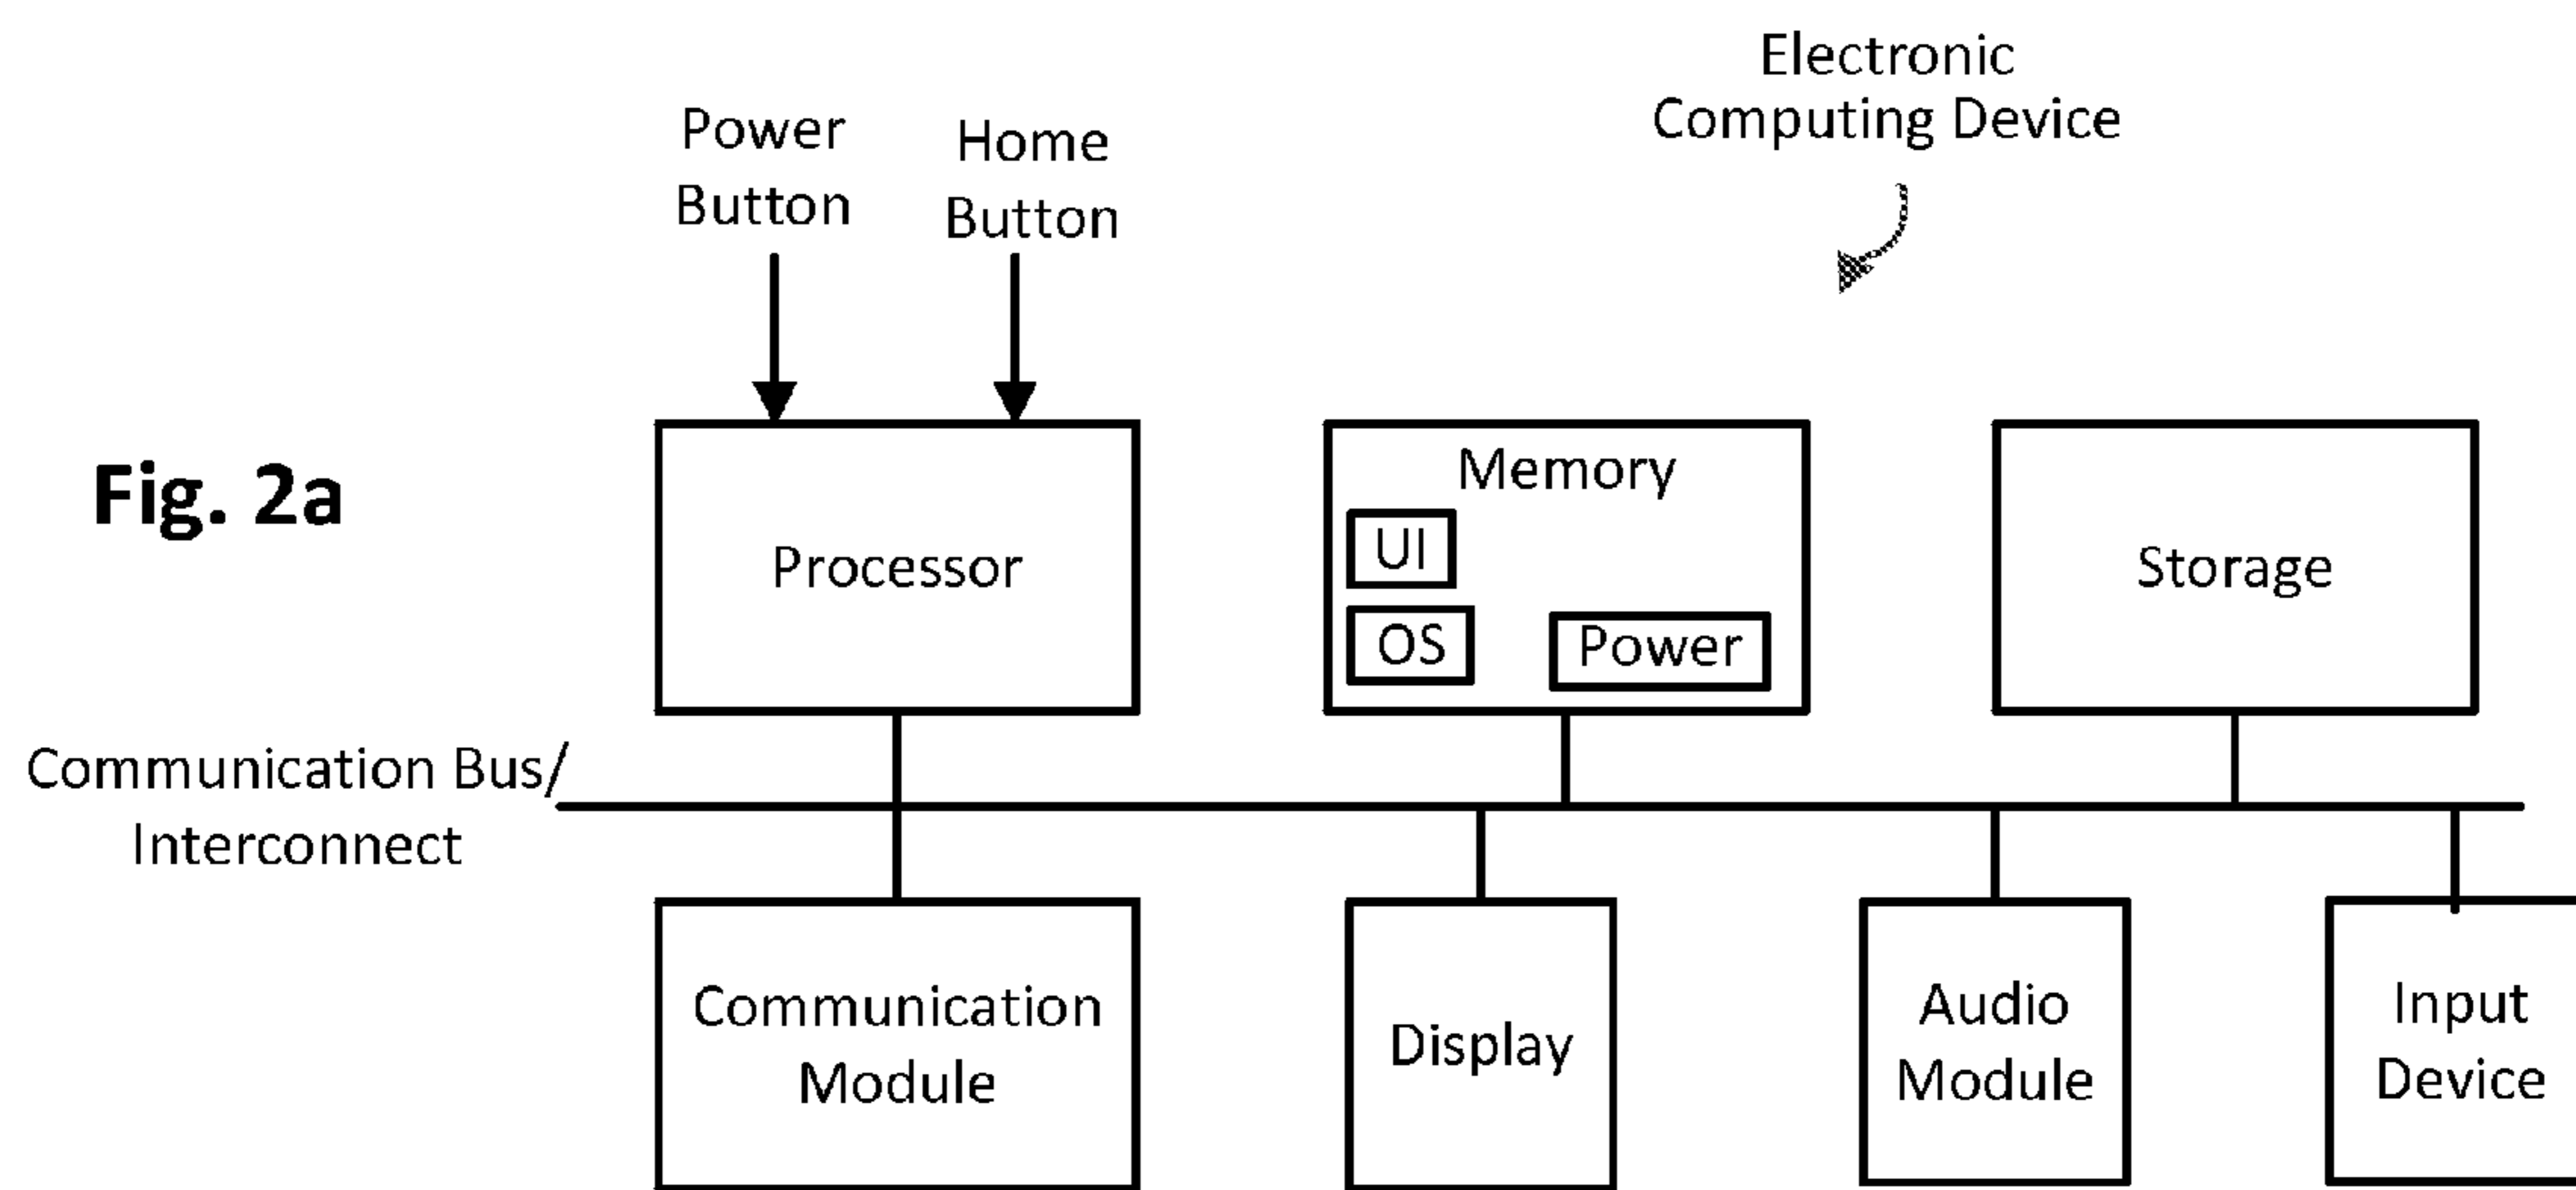 Electronic
Computing Device
Power
Button
Home
Button
Fig. 2a
Processor
Memory
UI
OS
Power
Storage
Communication Bus/
Interconnect
Communication
Module
Display
Audio
Module
Input
Device